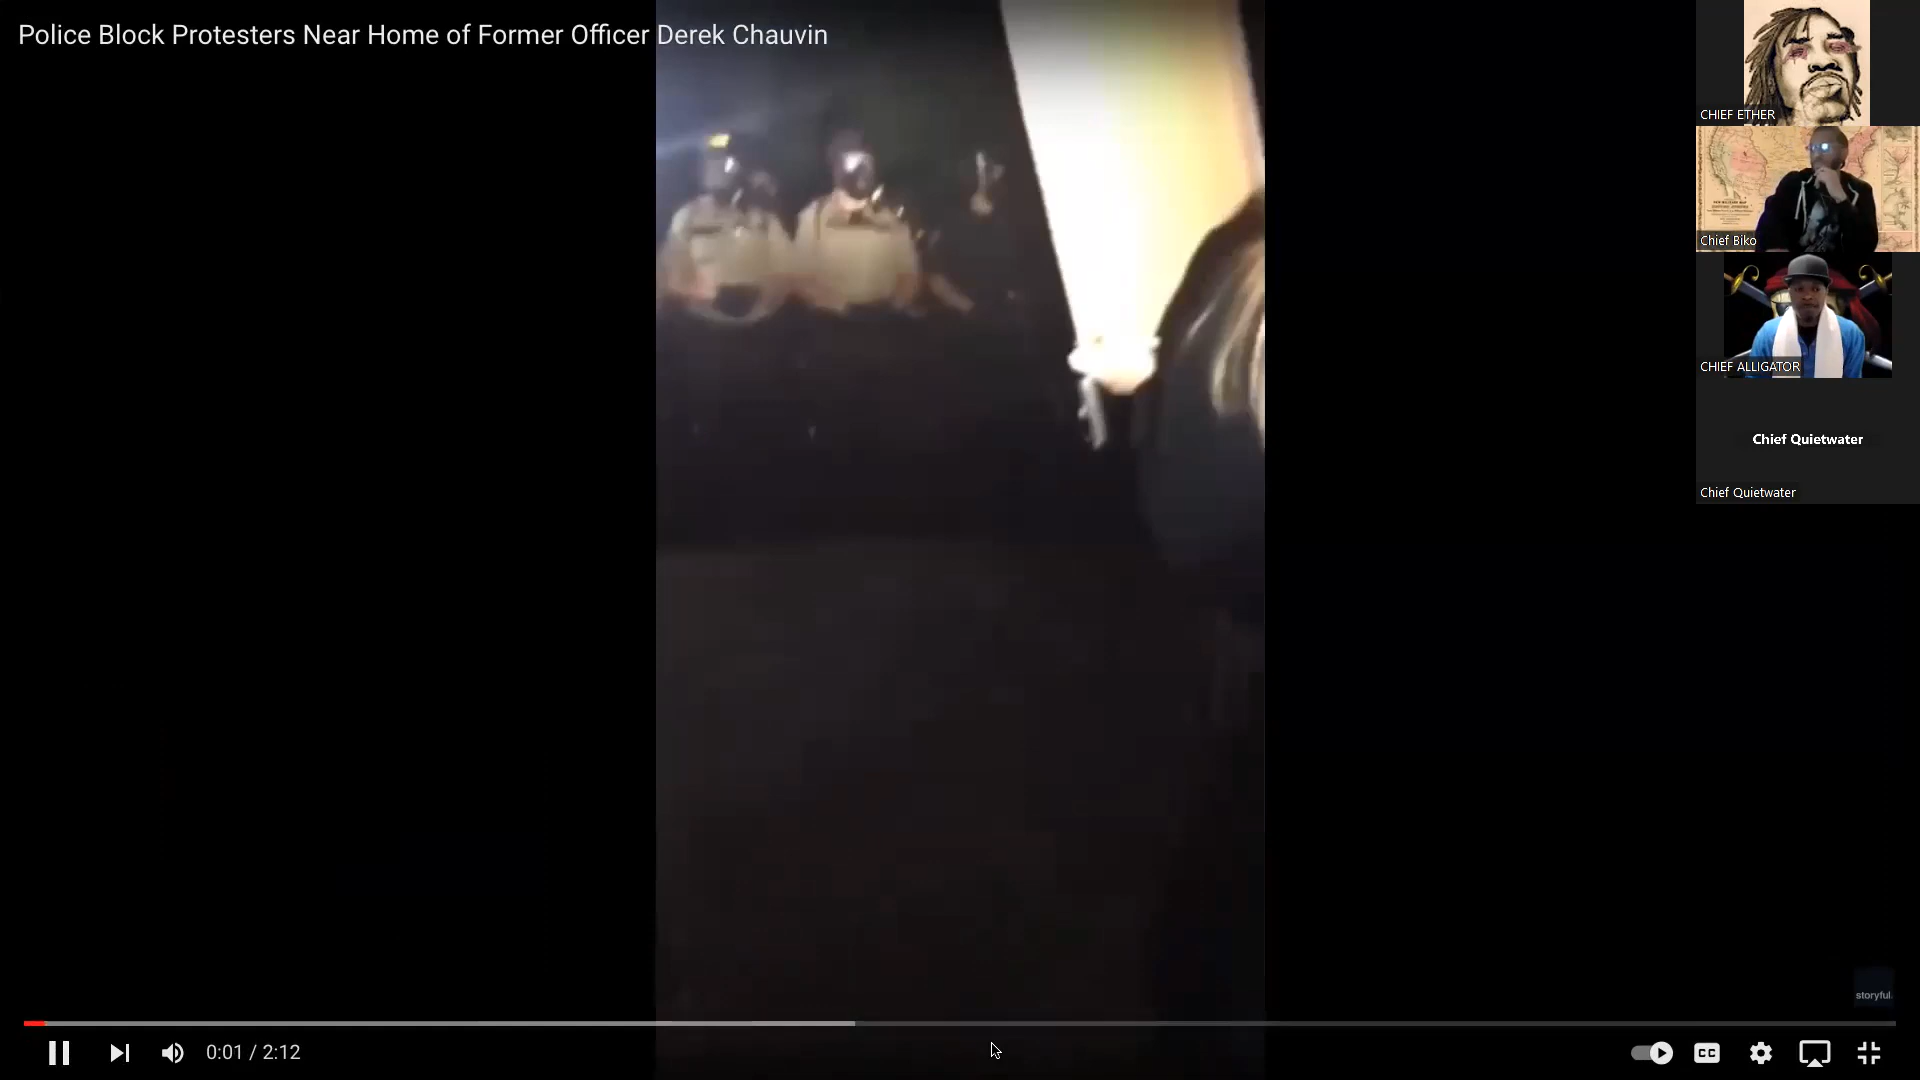 Police Block Protesters Near Home of Former Officer Derek Chauvin
CHIEF ETHER
Chief Biko
CHIEF ALLIGATOR
Chief Quietwater
Chief Quietwater
storyful.
0:01 / 2:12
CC